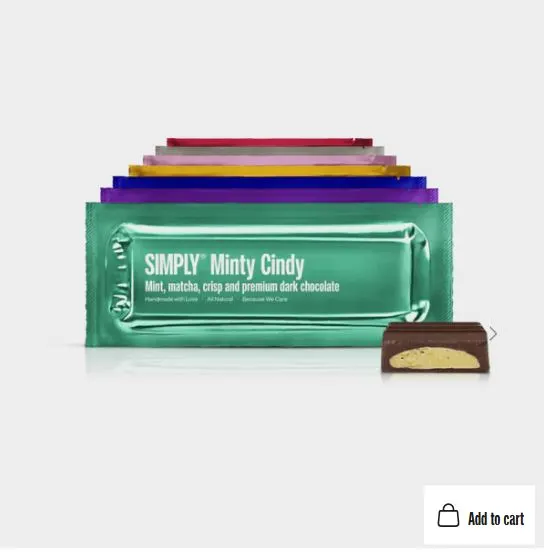 SIMPLY® Minty Cindy
Mint, matcha, crisp and premium dark chocolate
Handmade with Love · All Natural · Because We Care
Add to cart